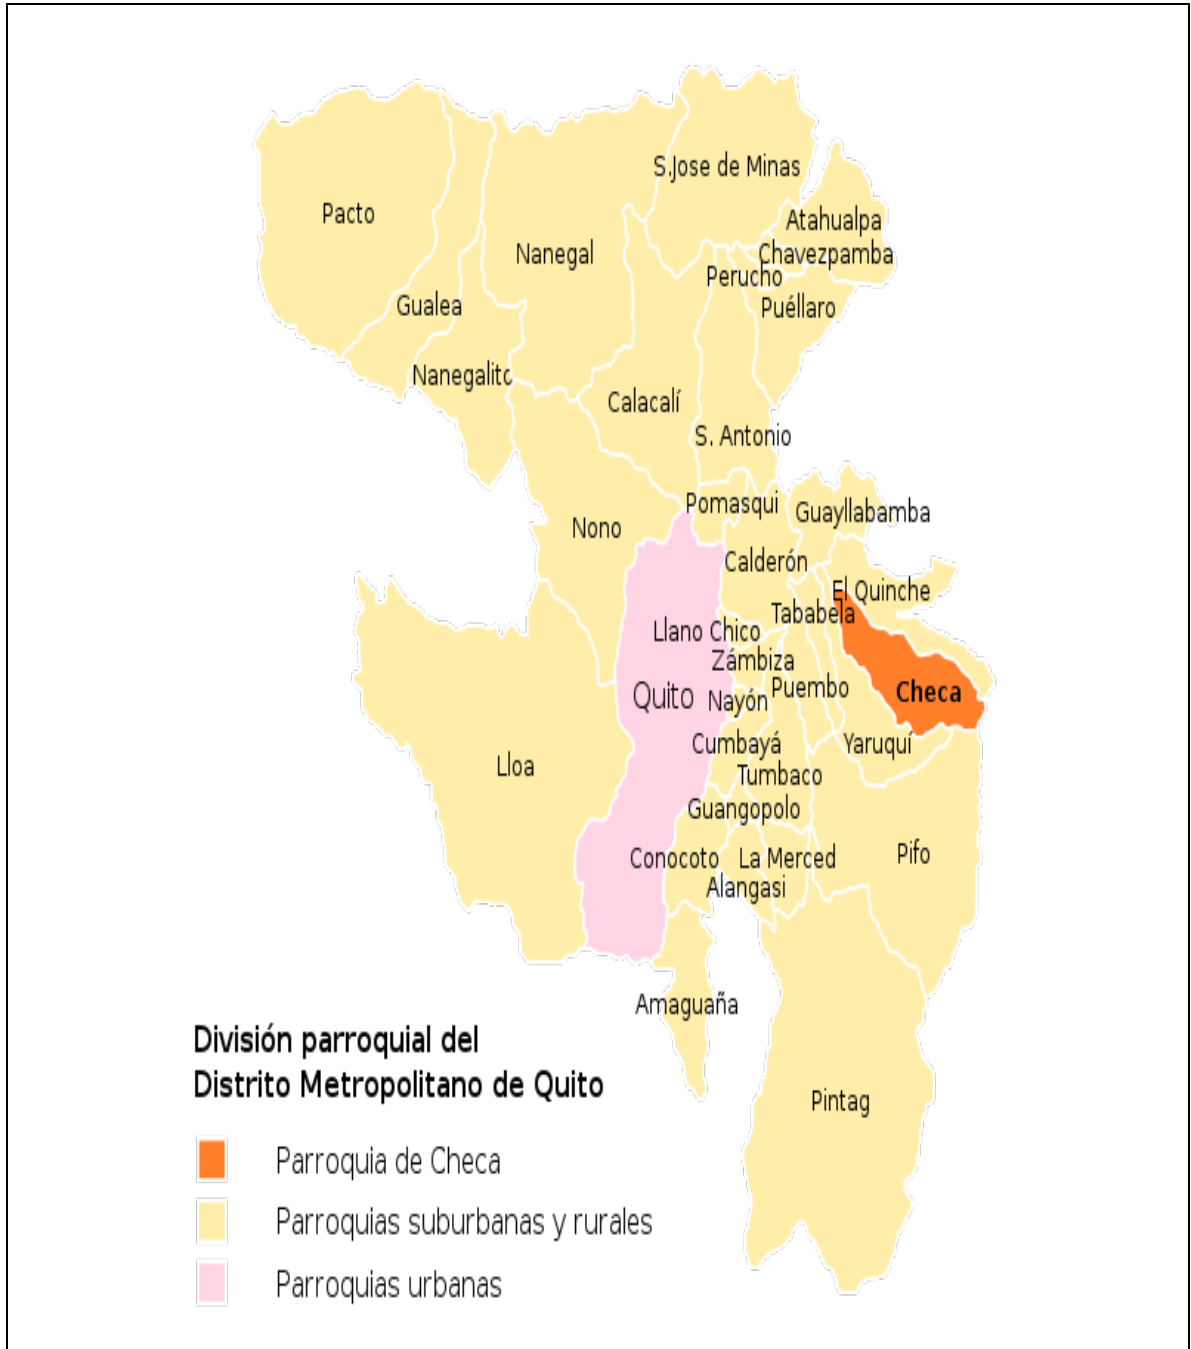 S.Jose de Minas
Pacto
Atahualpa
Nanegal
Chavezpamba
Perucho
Gualea
Puéllaro
Nanegalito
Calacalí
S. Antonio
Pomasqui
Guayllabamba
Nono
Calderón
El Quinche
Tababela
Llano Chico
Zámbiza
Puembo
Checa
Quito
Nayón
Cumbayá
Yaruquí
Lloa
Tumbaco
Guangopolo
Conocoto
La Merced
Pifo
Alangasi
Amaguaña
División parroquial del
Distrito Metropolitano de Quito
Pintag
Parroquia de Checa
Parroquias suburbanas y rurales
Parroquias urbanas